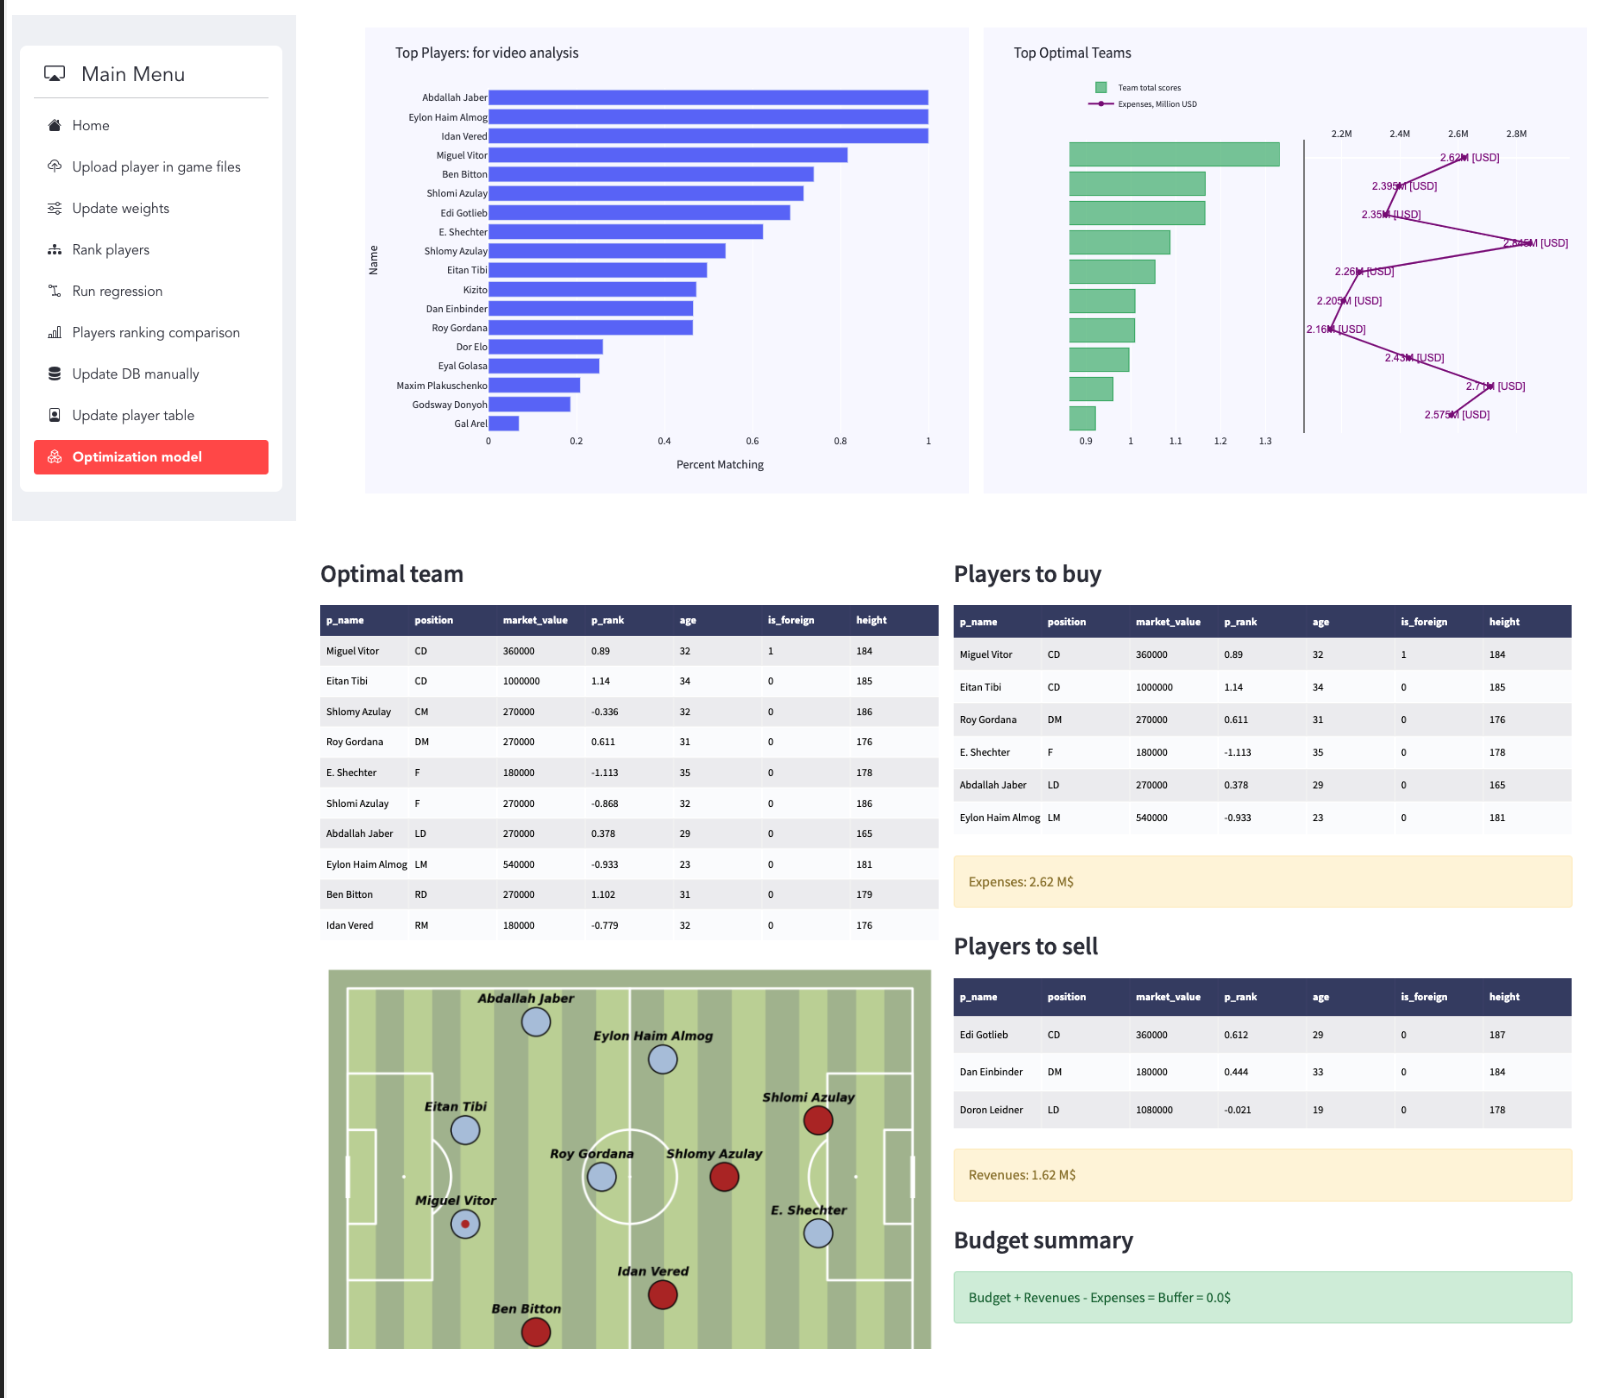 Main Menu
Home
Upload player in game files
Update weights
Rank players
Run regression
Players ranking comparison
Update DB manually
Update player table
Optimization model
Top Players: for video analysis
Name
Abdallah Jaber
Eylon Haim Almog
Idan Vered
Miguel Vitor
Ben Bitton
Shlomi Azulay
Edi Gotlieb
E. Shechter
Shlomy Azulay
Eitan Tibi
Kizito
Dan Einbinder
Roy Gordana
Dor Elo
Eyal Golasa
Maxim Plakuschenko
Godsway Donyoh
Gal Arel
0 0.2 0.4 0.6 0.8 1
Percent Matching
Top Optimal Teams
Team total scores
Expenses, Million USD
2.2M 2.4M 2.6M 2.8M
2.62M [USD]
2.395M [USD]
2.35M [USD]
2.845M [USD]
2.26M [USD]
2.205M [USD]
2.16M [USD]
2.43M [USD]
2.71M [USD]
2.575M [USD]
0.9 1 1.1 1.2 1.3
Optimal team
p_name position market_value p_rank age is_foreign height
Miguel Vitor CD 360000 0.89 32 1 184
Eitan Tibi CD 1000000 1.14 34 0 185
Shlomy Azulay CM 270000 -0.336 32 0 186
Roy Gordana DM 270000 0.611 31 0 176
E. Shechter F 180000 -1.113 35 0 178
Shlomi Azulay F 270000 -0.868 32 0 186
Abdallah Jaber LD 270000 0.378 29 0 165
Eylon Haim Almog LM 540000 -0.933 23 0 181
Ben Bitton RD 270000 1.102 31 0 179
Idan Vered RM 180000 -0.779 32 0 176
Abdallah Jaber
Eylon Haim Almog
Shlomi Azulay
Eitan Tibi
Roy Gordana
Shlomy Azulay
Miguel Vitor
E. Shechter
Idan Vered
Ben Bitton
Players to buy
p_name position market_value p_rank age is_foreign height
Miguel Vitor CD 360000 0.89 32 1 184
Eitan Tibi CD 1000000 1.14 34 0 185
Roy Gordana DM 270000 0.611 31 0 176
E. Shechter F 180000 -1.113 35 0 178
Abdallah Jaber LD 270000 0.378 29 0 165
Eylon Haim Almog LM 540000 -0.933 23 0 181
Expenses: 2.62 M$
Players to sell
p_name position market_value p_rank age is_foreign height
Edi Gotlieb CD 360000 0.612 29 0 187
Dan Einbinder DM 180000 0.444 33 0 184
Doron Leidner LD 1080000 -0.021 19 0 178
Revenues: 1.62 M$
Budget summary
Budget + Revenues - Expenses = Buffer = 0.0$